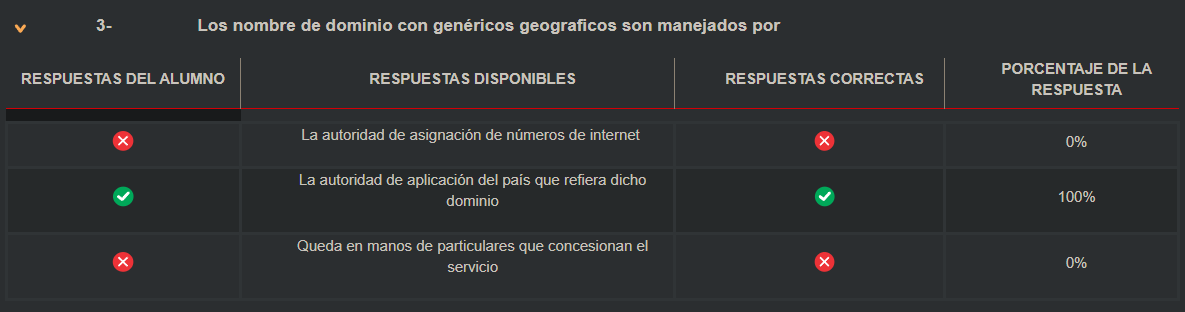 3- Los nombre de dominio con genéricos geograficos son manejados por
RESPUESTAS DEL ALUMNO RESPUESTAS DISPONIBLES RESPUESTAS CORRECTAS PORCENTAJE DE LA
RESPUESTA
La autoridad de asignación de números de internet 0%
La autoridad de aplicación del país que refiera dicho
dominio 100%
Queda en manos de particulares que concesionan el
servicio 0%